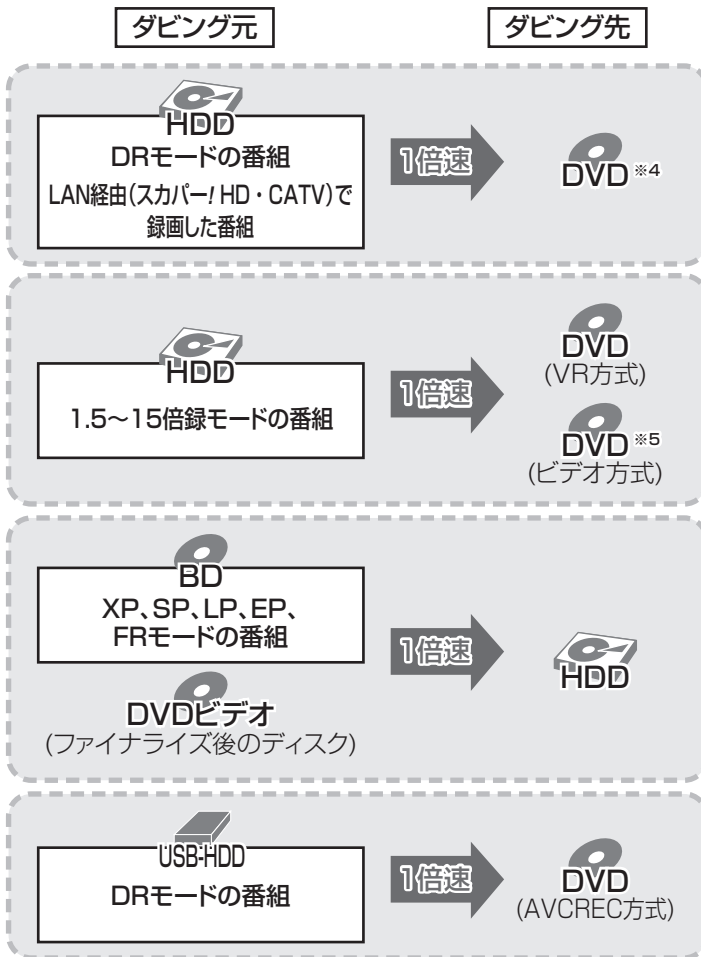 ダビング元
ダビング先
HDD
DRモードの番組
LAN経由(スカパー!HD・CATV)で
録画した番組
1倍速
DVD ※4
HDD
1.5〜15倍録モードの番組
1倍速
DVD
(VR方式)
DVD ※5
(ビデオ方式)
BD
XP、SP、LP、EP、
FRモードの番組
DVDビデオ
(ファイナライズ後のディスク)
1倍速
HDD
USB-HDD
DRモードの番組
1倍速
DVD
(AVCREC方式)